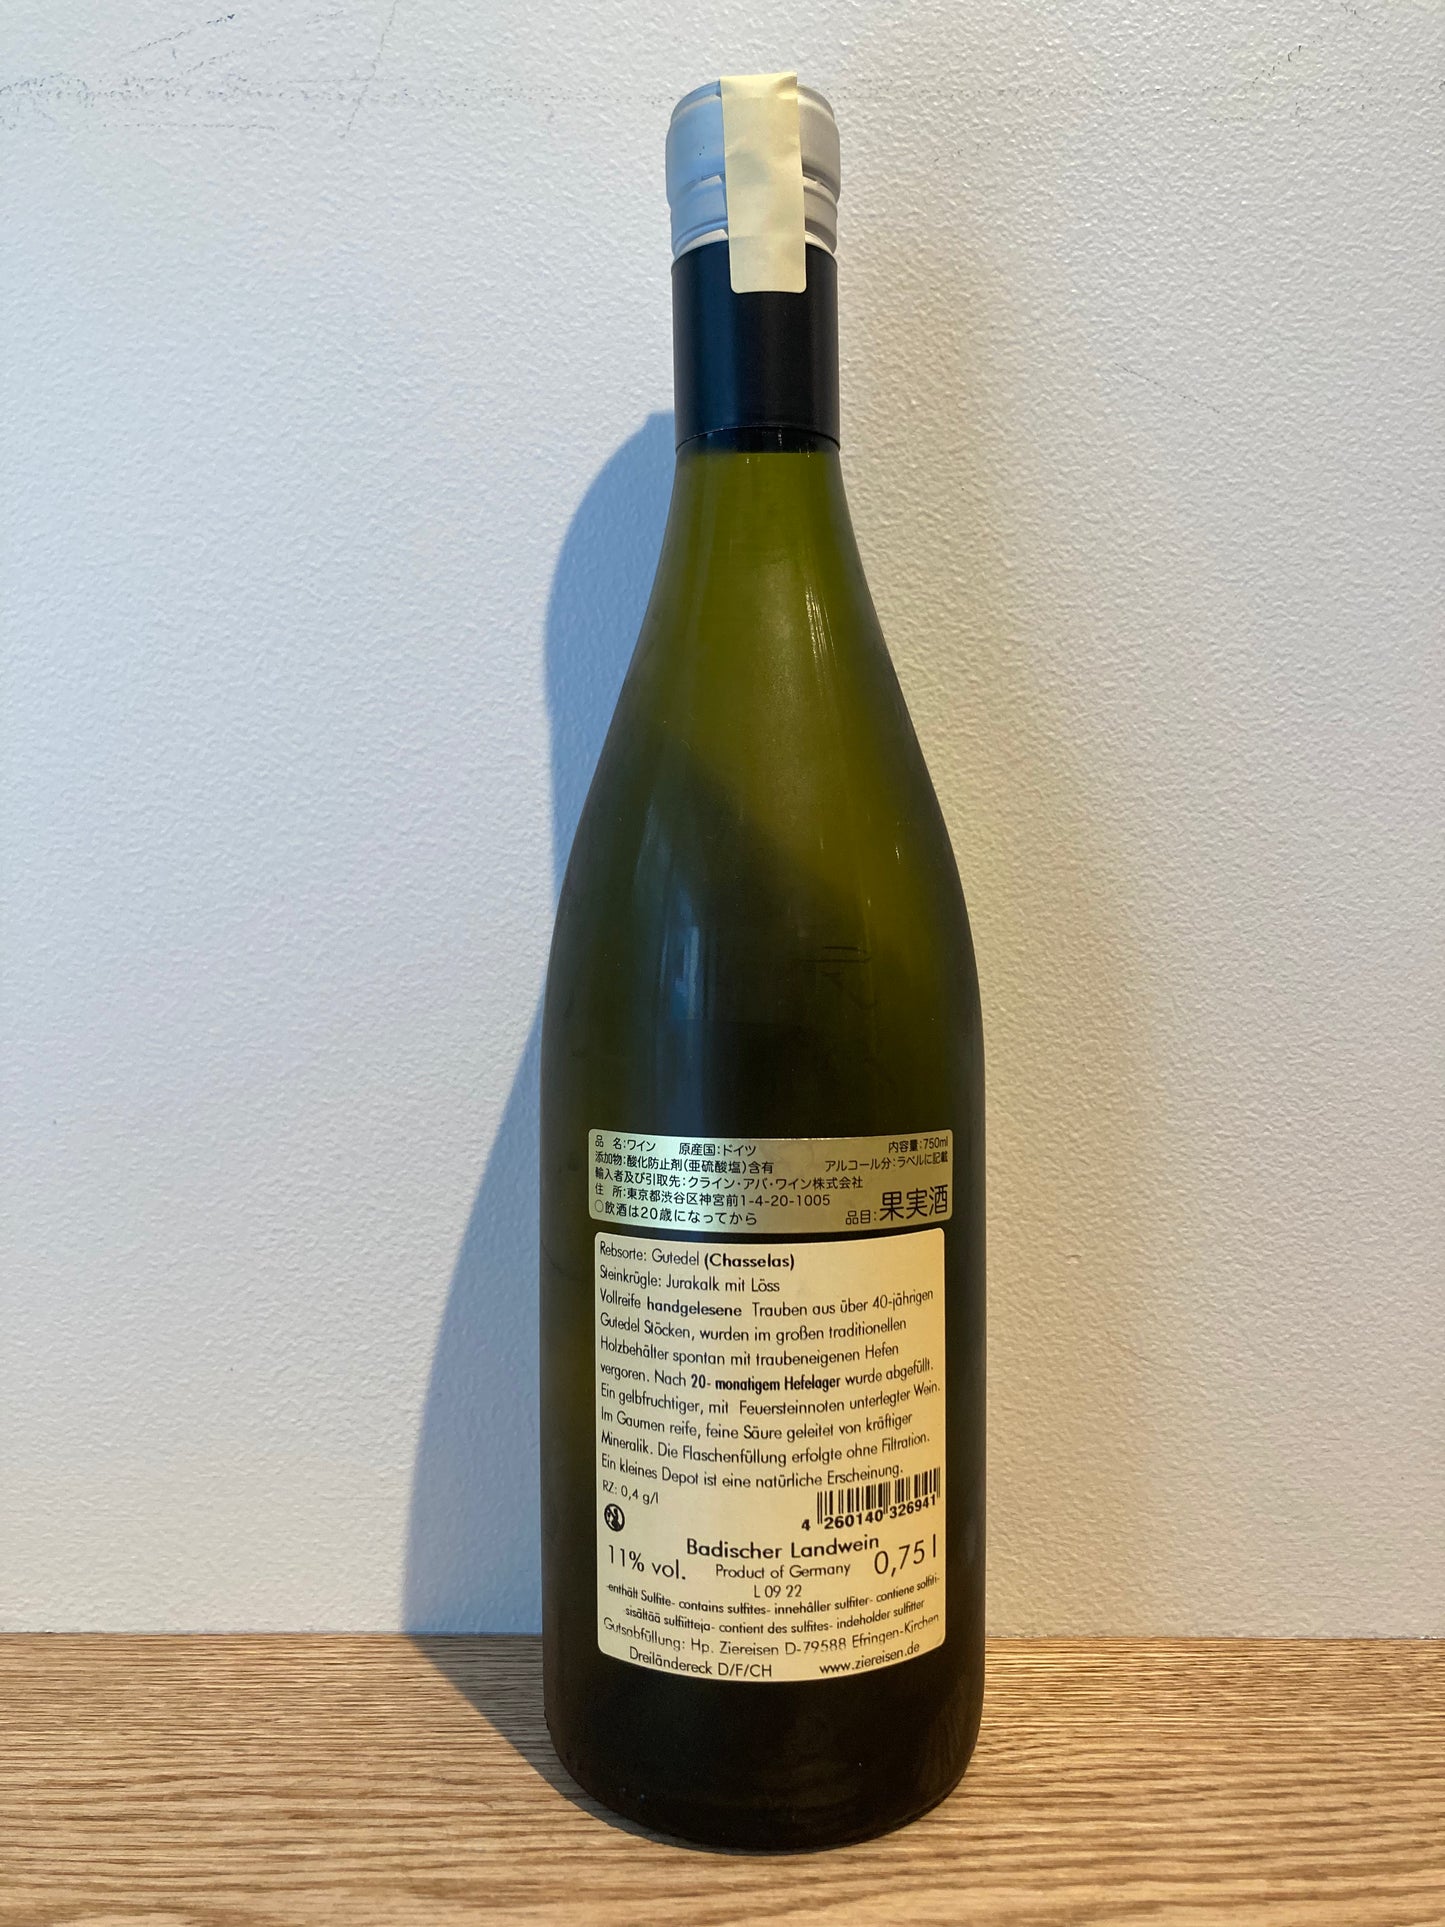 品 名:ワイン 原産国:ドイツ 内容量:750ml
添加物:酸化防止剤(亜硫酸塩)含有 アルコール分:ラベルに記載
輸入者及び引取先:クライン・アバ・ワイン株式会社
住 所:東京都渋谷区神宮前1-4-20-1005
○飲酒は20歳になってから 品目:果実酒
Rebsorte: Gutedel (Chasselas)
Steinkrügle: Jurakalk mit Löss
Vollreife handgelesene Trauben aus über 40-jährigen
Gutedel Stöcken, wurden im großen traditionellen
Holzbehälter spontan mit traubeneigenen Hefen
vergoren. Nach 20- monatigem Hefelager wurde abgefüllt.
Ein gelbfruchtiger, mit Feuersteinnoten unterlegter Wein.
Im Gaumen reife, feine Säure geleitet von kräftiger
Mineralik. Die Flaschenfüllung erfolgte ohne Filtration.
Ein kleines Depot ist eine natürliche Erscheinung.
RZ: 0,4 g/l
4 260140 326941
Badischer Landwein
11% vol. Product of Germany 0,75 l
L 09 22
-enthält Sulfite- contains sulfites- innehåller sulfiter- contiene solfiti-
sisältää sulfiitteja- contient des sulfites- indeholder sulfitter
Gutsabfüllung: Hp. Ziereisen D-79588 Efringen-Kirchen
Dreiländereck D/F/CH www.ziereisen.de